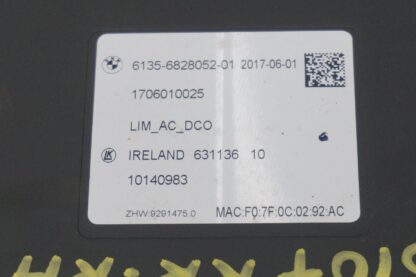 6135-6828052-01 2017-06-01
1706010025
LIM_AC_DCO
IRELAND 631136 10
10140983
ZHW:9291475.0 MAC:F0:7F:0C:02:92:AC